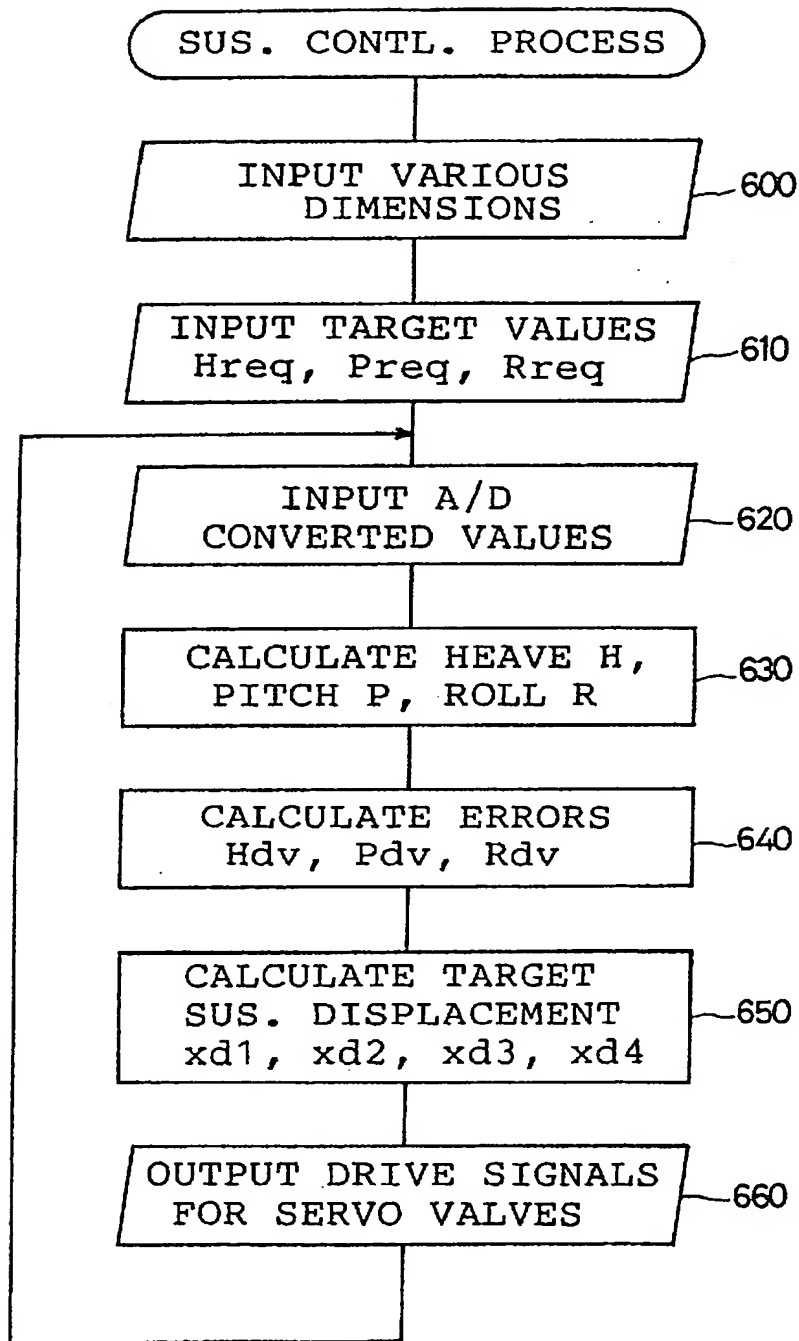 SUS. CONTL. PROCESS
INPUT VARIOUS
DIMENSIONS
600
INPUT TARGET VALUES
Hreq, Preq, Rreq
610
INPUT A/D
CONVERTED VALUES
620
CALCULATE HEAVE H,
PITCH P, ROLL R
630
CALCULATE ERRORS
Hdv, Pdv, Rdv
640
CALCULATE TARGET
SUS. DISPLACEMENT
xd1, xd2, xd3, xd4
650
OUTPUT DRIVE SIGNALS
FOR SERVO VALVES
660